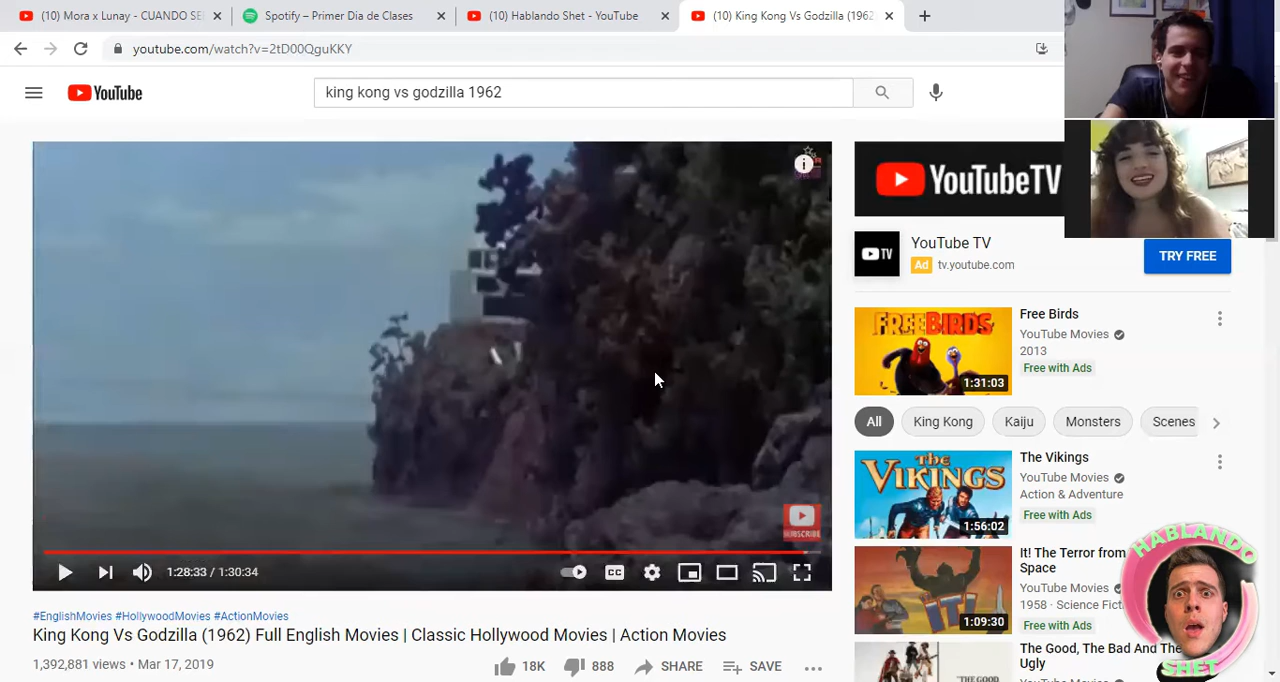 (10) Mora x Lunay - CUANDO SE
Spotify – Primer Dia de Clases
(10) Hablando Shet - YouTube
(10) King Kong Vs Godzilla (1962
youtube.com/watch?v=2tD00QguKKY
YouTube
king kong vs godzilla 1962
i
SUBSCRIBE
1:28:33 / 1:30:34
CC
#EnglishMovies #HollywoodMovies #ActionMovies
King Kong Vs Godzilla (1962) Full English Movies | Classic Hollywood Movies | Action Movies
1,392,881 views • Mar 17, 2019
18K
888
SHARE
SAVE
YouTubeTV
YouTube TV
Ad tv.youtube.com
TRY FREE
FREE BIRDS
1:31:03
Free Birds
YouTube Movies
2013
Free with Ads
All
King Kong
Kaiju
Monsters
Scenes
THE VIKINGS
1:56:02
The Vikings
YouTube Movies
Action & Adventure
Free with Ads
IT!
1:09:30
It! The Terror from
Space
YouTube Movies
1958 · Science Fict
Free with Ads
THE GOOD,
The Good, The Bad And The
Ugly
HABLANDO
SHET